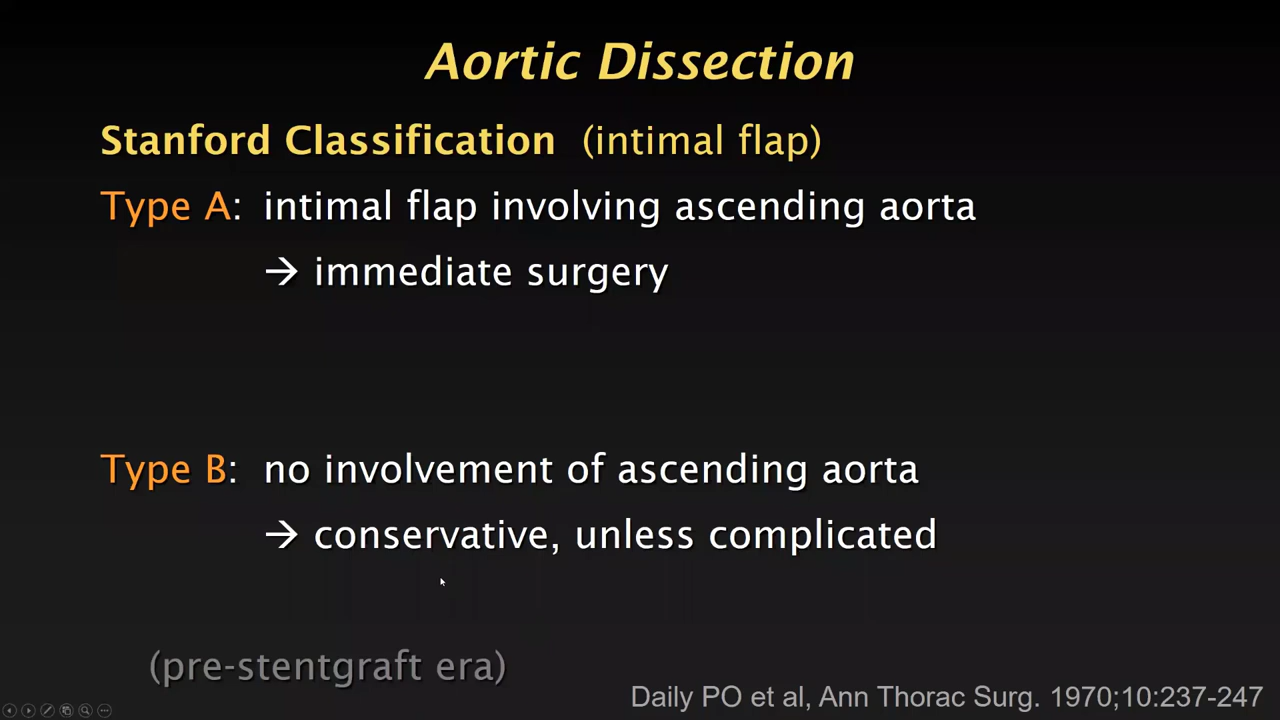 Aortic Dissection
Stanford Classification (intimal flap)
Type A: intimal flap involving ascending aorta
→ immediate surgery
Type B: no involvement of ascending aorta
→ conservative, unless complicated
(pre-stentgraft era)
Daily PO et al, Ann Thorac Surg. 1970;10:237-247